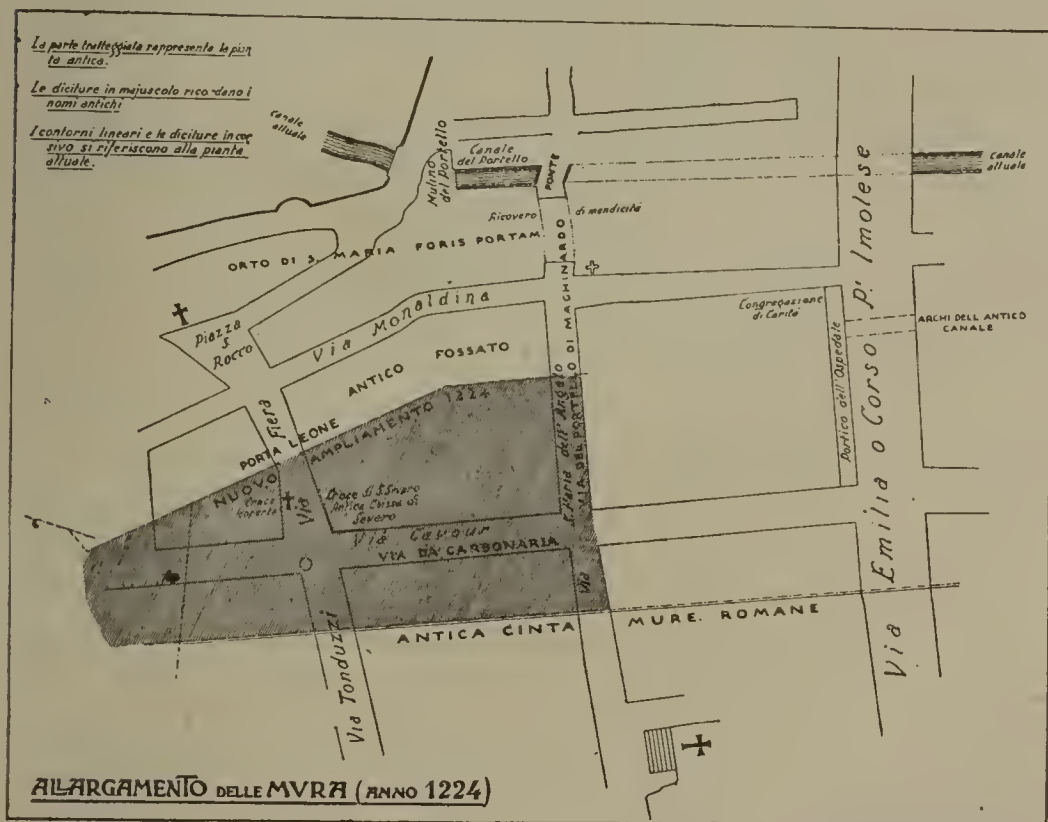 La parte tratteggiata rappresenta la pian
ta antica.
Le diciture in majuscolo ricordano i
nomi antichi
I contorni lineari e le diciture in cor
sivo si riferiscono alla pianta
attuale.
Canale
attuale
Mulino
del Portello
Canale
del Portello
PONTE
Canale
attuale
Ricovero di mendicità
ORTO DI S. MARIA FORIS PORTAM
Piazza
S.
Rocco
Via Monaldina
ANTICO FOSSATO
Congregazione
di Carità
Portico dell'Ospedale
ARCHI DELL'ANTICO
CANALE
Via Emilia o Corso P.ª Imolese
Via Fiera
PORTA LEONE
NUOVO AMPLIAMENTO 1224
Croce
coperta
Croce di S. Severo
Antica Chiesa di
Severo
Via S. Maria dell'Angelo
VIA DEL PORTELLO DI MAGHINARDO
Via Cavour
VIA DA CARBONARIA
ANTICA CINTA MURE. ROMANE
Via Tonduzzi
ALLARGAMENTO DELLE MVRA (ANNO 1224)